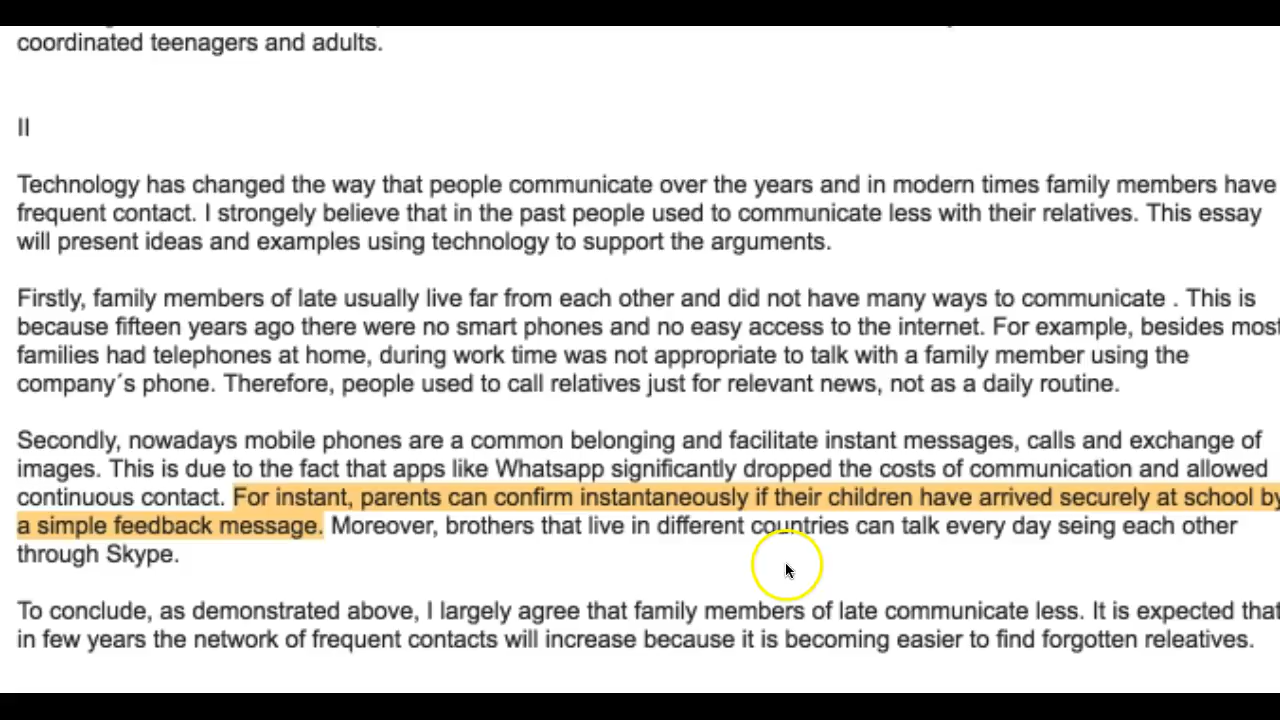 coordinated teenagers and adults.
II
Technology has changed the way that people communicate over the years and in modern times family members have
frequent contact. I strongely believe that in the past people used to communicate less with their relatives. This essay
will present ideas and examples using technology to support the arguments.
Firstly, family members of late usually live far from each other and did not have many ways to communicate . This is
because fifteen years ago there were no smart phones and no easy access to the internet. For example, besides most
families had telephones at home, during work time was not appropriate to talk with a family member using the
company´s phone. Therefore, people used to call relatives just for relevant news, not as a daily routine.
Secondly, nowadays mobile phones are a common belonging and facilitate instant messages, calls and exchange of
images. This is due to the fact that apps like Whatsapp significantly dropped the costs of communication and allowed
continuous contact. For instant, parents can confirm instantaneously if their children have arrived securely at school by
a simple feedback message. Moreover, brothers that live in different countries can talk every day seing each other
through Skype.
To conclude, as demonstrated above, I largely agree that family members of late communicate less. It is expected that
in few years the network of frequent contacts will increase because it is becoming easier to find forgotten releatives.